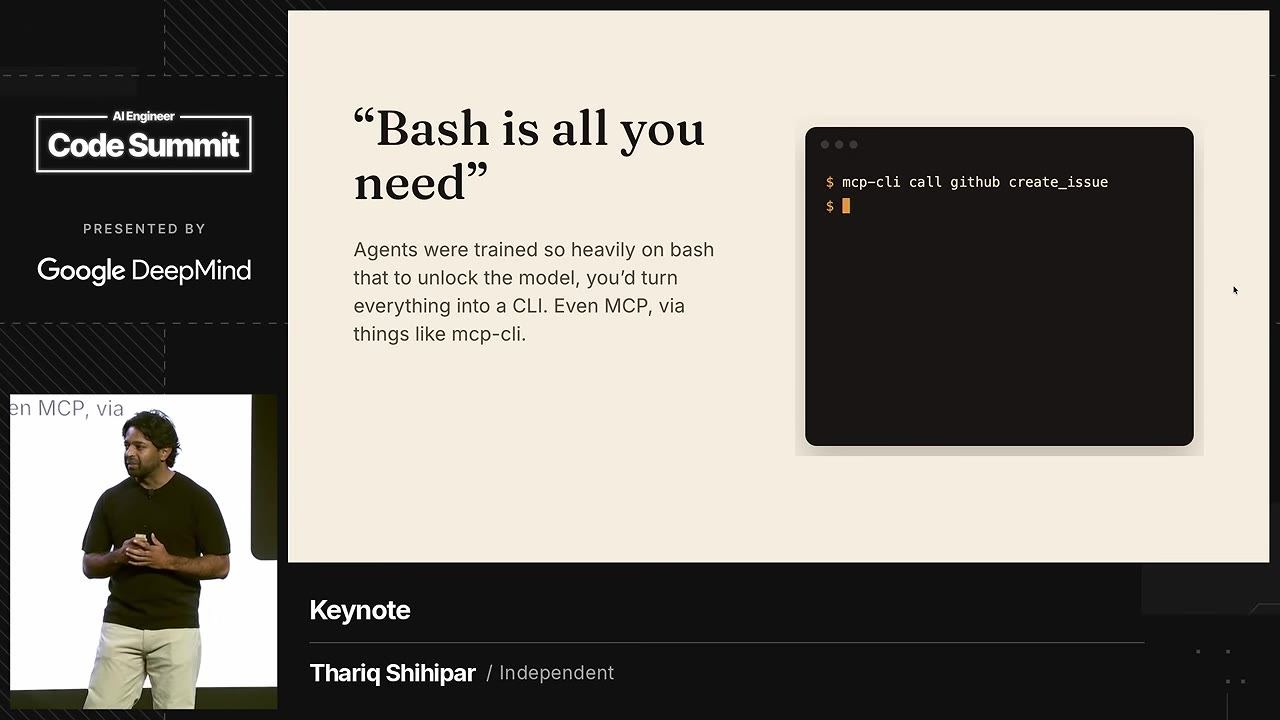 AI Engineer
Code Summit
PRESENTED BY
Google DeepMind
“Bash is all you
need”
Agents were trained so heavily on bash
that to unlock the model, you’d turn
everything into a CLI. Even MCP, via
things like mcp-cli.
$ mcp-cli call github create_issue
$
en MCP, via
Keynote
Thariq Shihipar / Independent